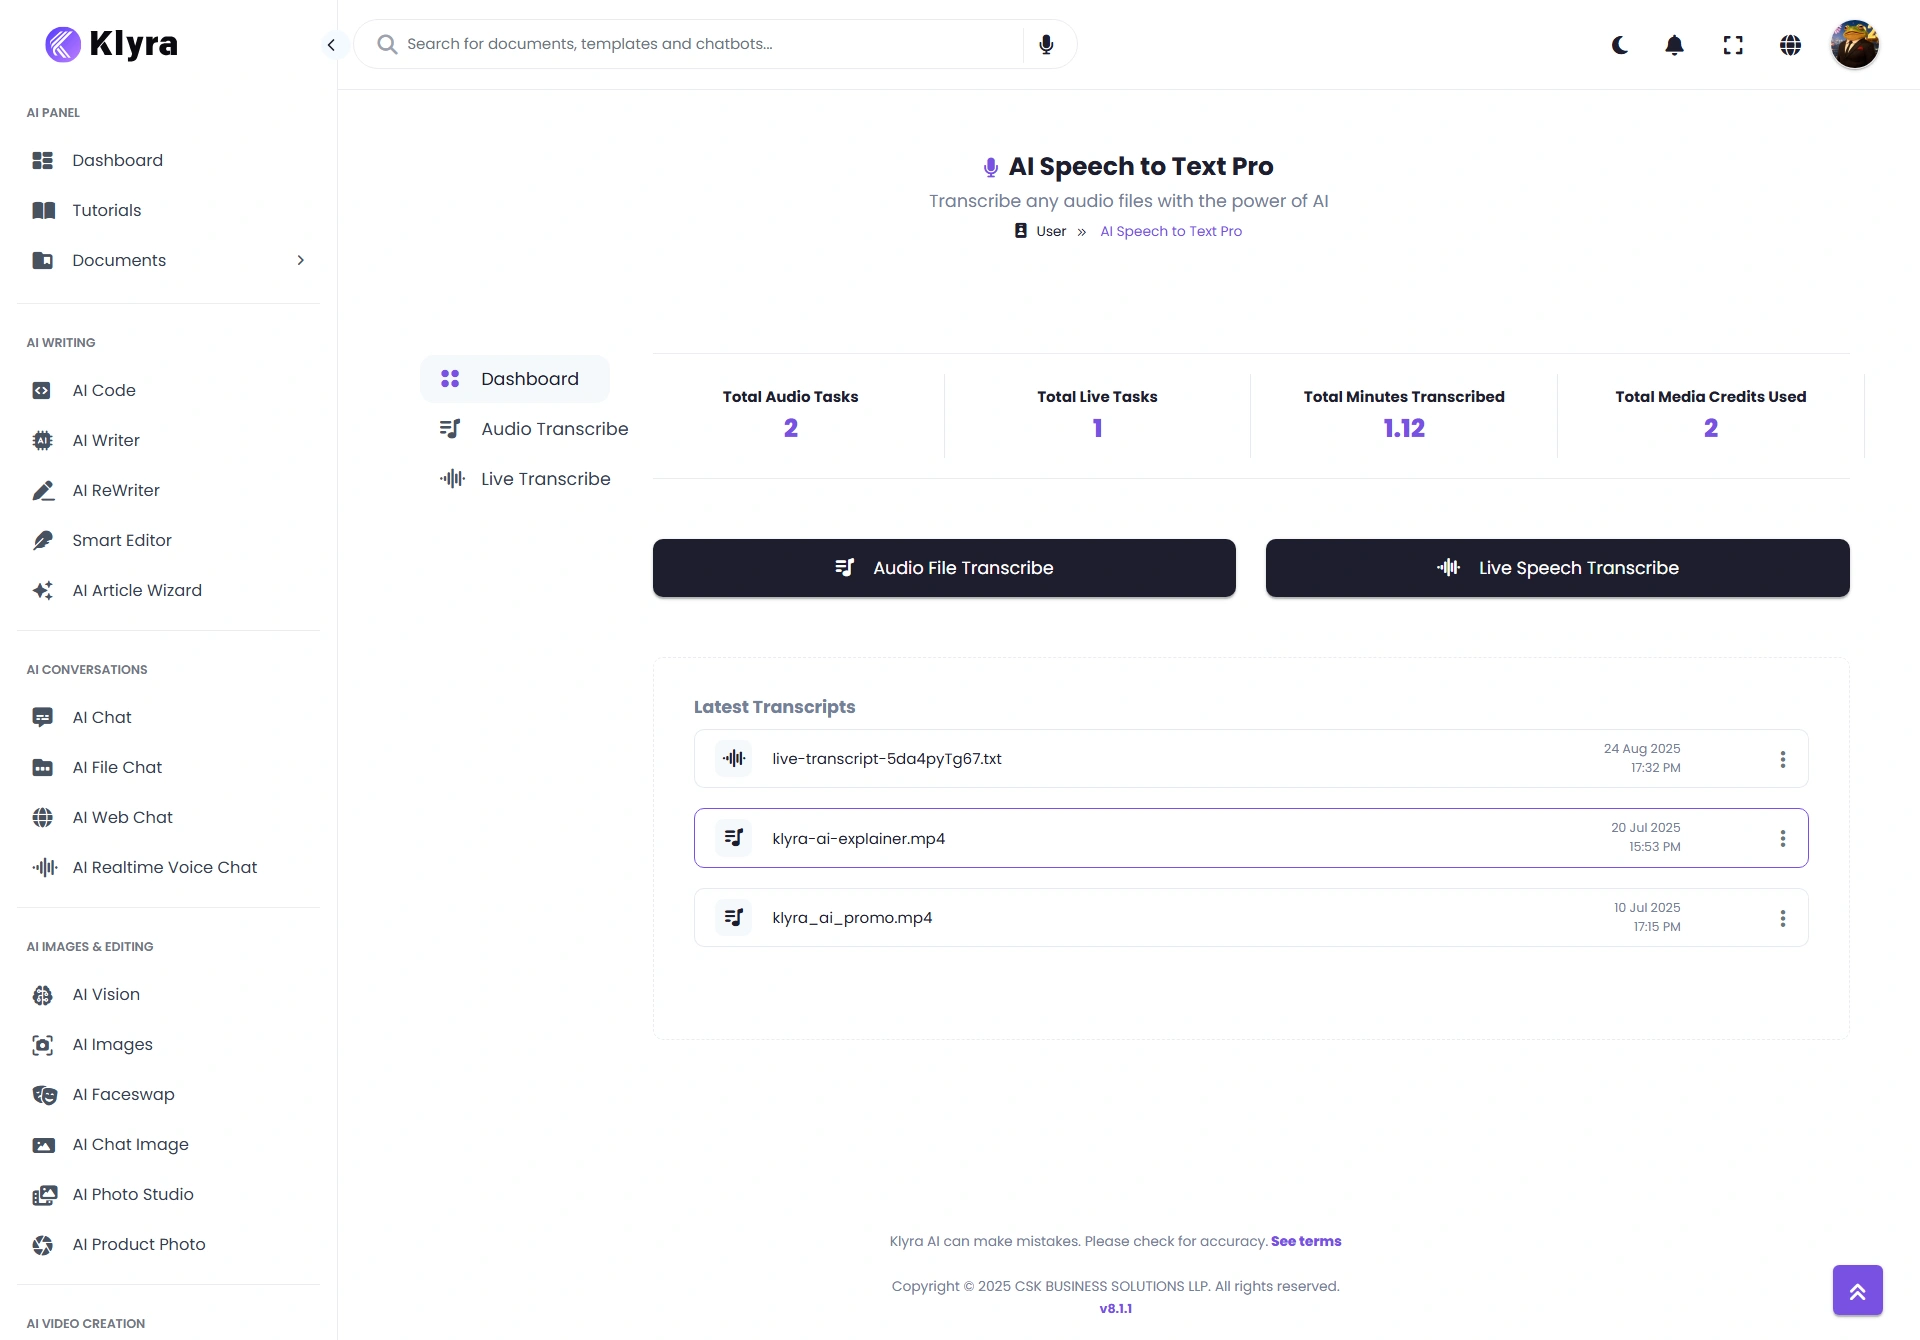 Klyra
Search for documents, templates and chatbots...
AI PANEL
Dashboard
Tutorials
Documents
AI WRITING
AI Code
AI Writer
AI ReWriter
Smart Editor
AI Article Wizard
AI CONVERSATIONS
AI Chat
AI File Chat
AI Web Chat
AI Realtime Voice Chat
AI IMAGES & EDITING
AI Vision
AI Images
AI Faceswap
AI Chat Image
AI Photo Studio
AI Product Photo
AI VIDEO CREATION
AI Speech to Text Pro
Transcribe any audio files with the power of AI
User » AI Speech to Text Pro
Dashboard
Audio Transcribe
Live Transcribe
Total Audio Tasks
2
Total Live Tasks
1
Total Minutes Transcribed
1.12
Total Media Credits Used
2
Audio File Transcribe
Live Speech Transcribe
Latest Transcripts
live-transcript-5da4pyTg67.txt
24 Aug 2025
17:32 PM
klyra-ai-explainer.mp4
20 Jul 2025
15:53 PM
klyra_ai_promo.mp4
10 Jul 2025
17:15 PM
Klyra AI can make mistakes. Please check for accuracy. See terms
Copyright © 2025 CSK BUSINESS SOLUTIONS LLP. All rights reserved.
v8.1.1